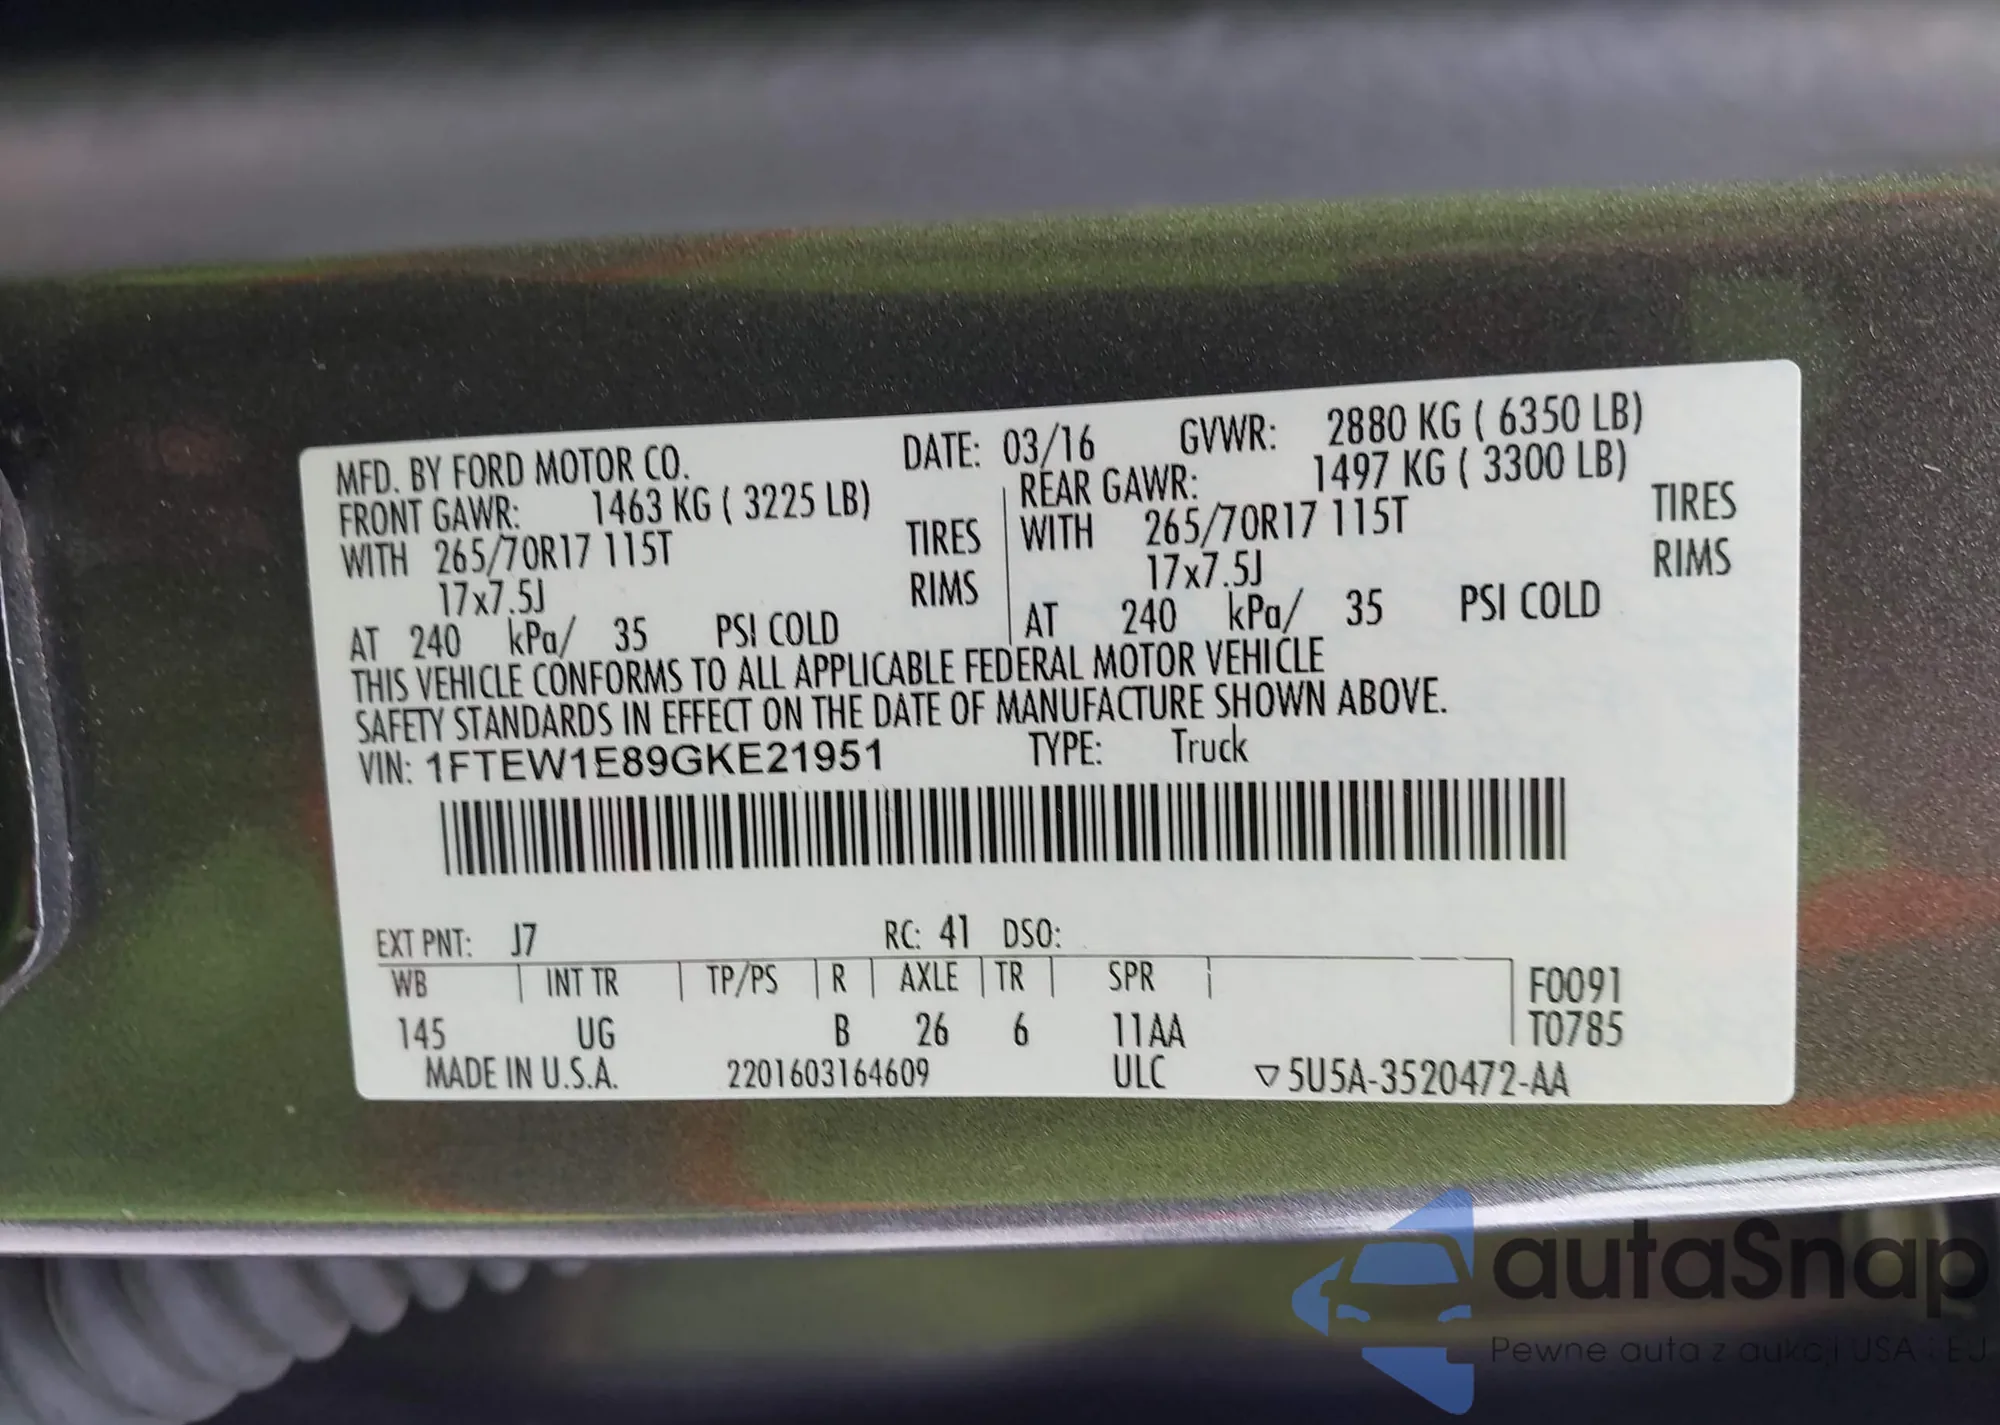 MFD. BY FORD MOTOR CO. DATE: 03/16 GVWR: 2880 KG ( 6350 LB)
FRONT GAWR: 1463 KG ( 3225 LB) REAR GAWR: 1497 KG ( 3300 LB)
WITH 265/70R17 115T TIRES WITH 265/70R17 115T TIRES
17x7.5J RIMS 17x7.5J RIMS
AT 240 kPa/ 35 PSI COLD AT 240 kPa/ 35 PSI COLD
THIS VEHICLE CONFORMS TO ALL APPLICABLE FEDERAL MOTOR VEHICLE
SAFETY STANDARDS IN EFFECT ON THE DATE OF MANUFACTURE SHOWN ABOVE.
VIN: 1FTEW1E89GKE21951 TYPE: Truck
EXT PNT: J7 RC: 41 DSO:
WB INT TR TP/PS R AXLE TR SPR F0091
145 UG B 26 6 11AA T0785
MADE IN U.S.A. 2201603164609 ULC ▽5U5A-3520472-AA
autaSnap
Pewne auta z aukcji USA i EJ